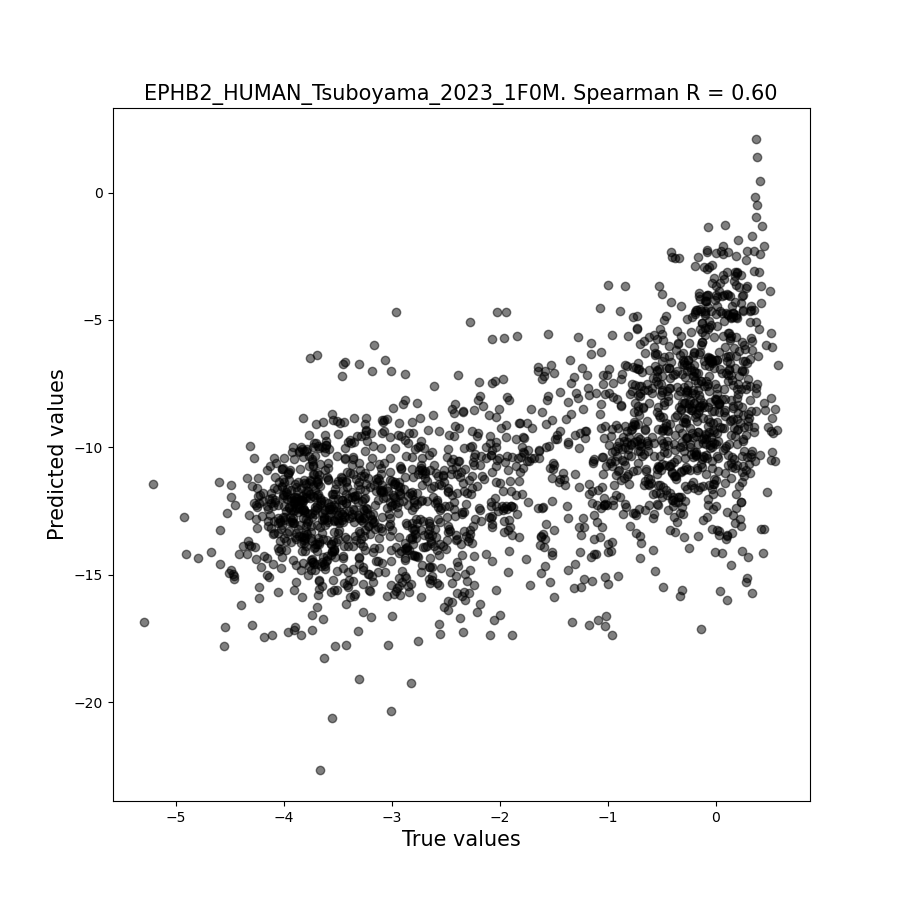 EPHB2_HUMAN_Tsuboyama_2023_1F0M. Spearman R = 0.60
Predicted values
0
−5
−10
−15
−20
−5 −4 −3 −2 −1 0
True values